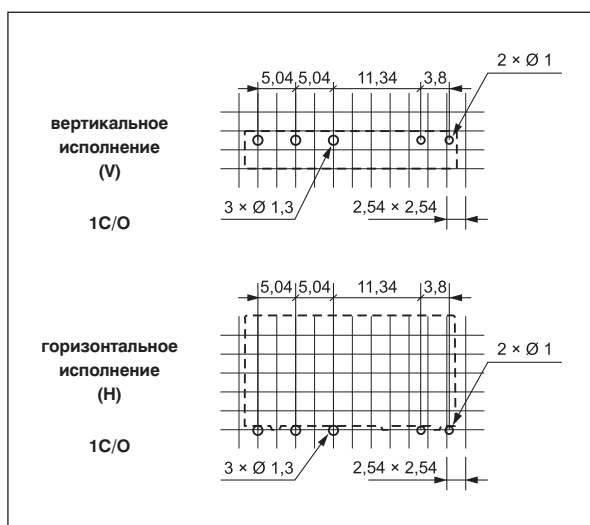 5,04 5,04 11,34 3,8
2 × Ø 1
вертикальное
исполнение
(V)
1C/O
3 × Ø 1,3
2,54 × 2,54
5,04 5,04 11,34 3,8
2 × Ø 1
горизонтальное
исполнение
(H)
1C/O
3 × Ø 1,3
2,54 × 2,54